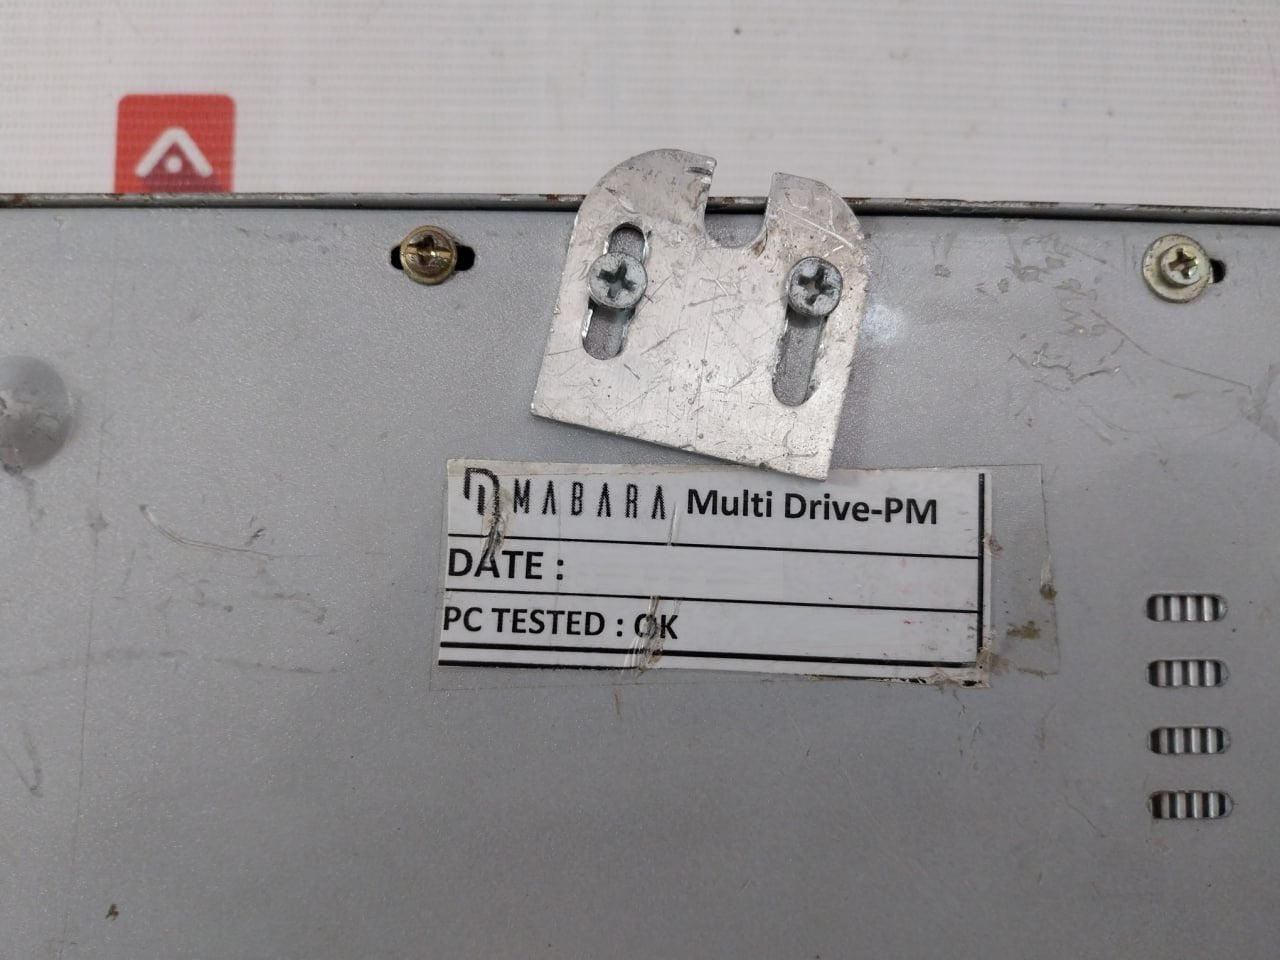 MABARA Multi Drive-PM
DATE :
PC TESTED : OK